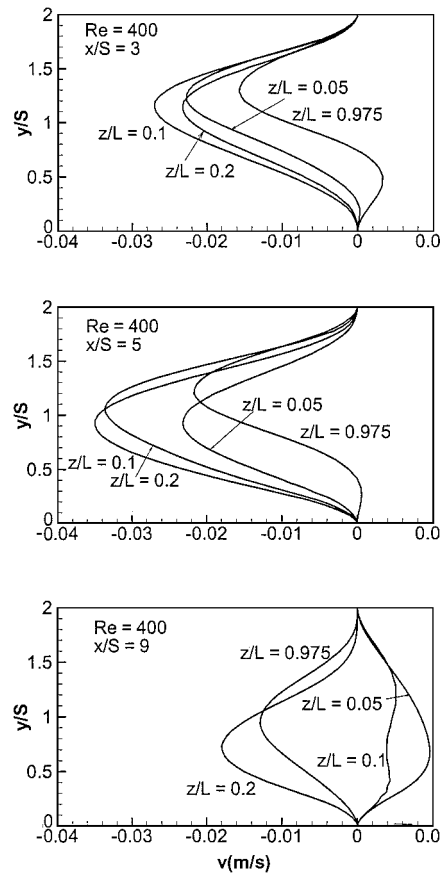 Re = 400
x/S = 3
z/L = 0.05
z/L = 0.975
z/L = 0.1
z/L = 0.2
y/S
2
1.5
1
0.5
0
-0.04 -0.03 -0.02 -0.01 0 0.0
Re = 400
x/S = 5
z/L = 0.05
z/L = 0.975
z/L = 0.1
z/L = 0.2
y/S
2
1.5
1
0.5
0
-0.04 -0.03 -0.02 -0.01 0 0.0
Re = 400
x/S = 9
z/L = 0.975
z/L = 0.05
z/L = 0.1
z/L = 0.2
y/S
2
1.5
1
0.5
0
-0.04 -0.03 -0.02 -0.01 0 0.0
v(m/s)